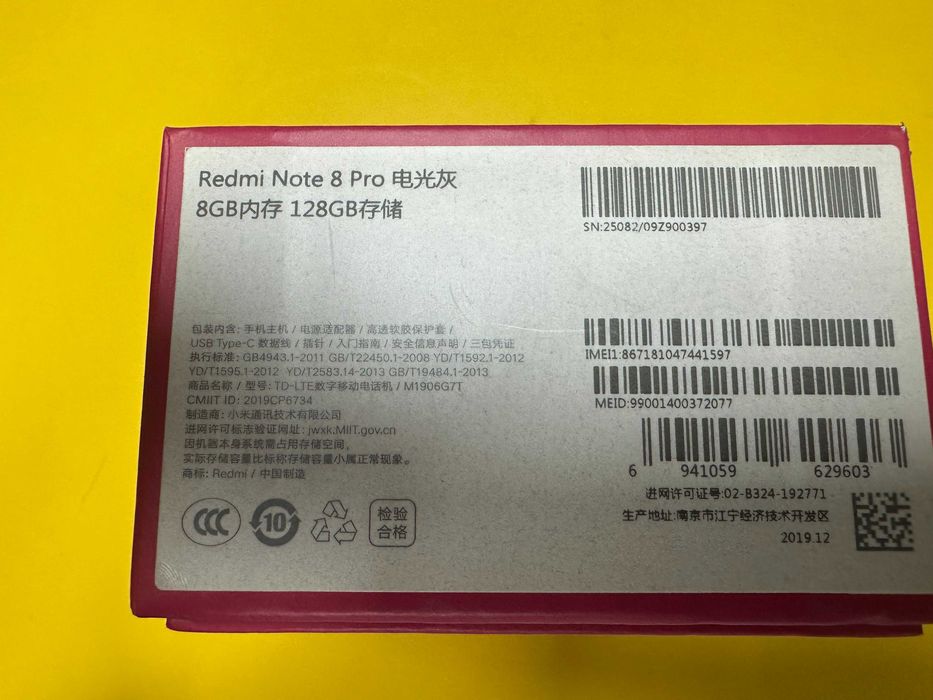 Redmi Note 8 Pro 电光灰
8GB内存 128GB存储
SN:25082/09Z900397
包装内含: 手机主机 / 电源适配器 / 高透软胶保护套 /
USB Type-C 数据线 / 插针 / 入门指南 / 安全信息声明 / 三包凭证
执行标准: GB4943.1-2011 GB/T22450.1-2008 YD/T1592.1-2012
YD/T1595.1-2012 YD/T2583.14-2013 GB/T19484.1-2013
商品名称 / 型号: TD-LTE数字移动电话机 / M1906G7T
CMIIT ID: 2019CP6734
制造商: 小米通讯技术有限公司
进网许可标志验证网址: jwxk.MIIT.gov.cn
因机器本身系统需占用存储空间,
实际存储容量比标称存储容量小属正常现象。
商标: Redmi / 中国制造
CCC
10
检验
合格
IMEI1:867181047441597
MEID:99001400372077
6 941059 629603
进网许可证号:02-B324-192771
生产地址:南京市江宁经济技术开发区
2019.12